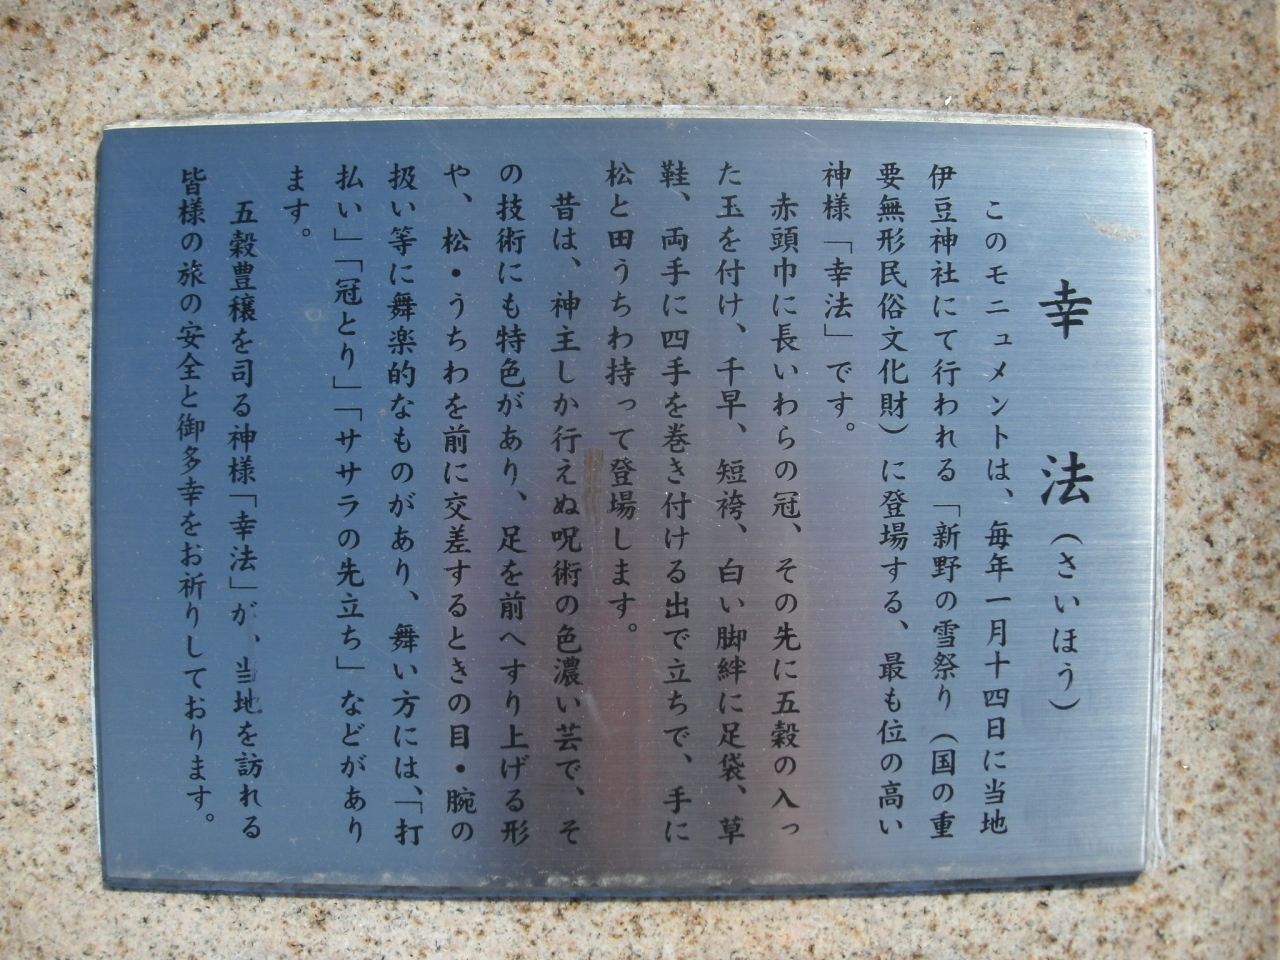 幸法（さいほう）
このモニュメントは、毎年一月十四日に当地
伊豆神社にて行われる「新野の雪祭り（国の重
要無形民俗文化財）に登場する、最も位の高い
神様「幸法」です。
赤頭巾に長いわらの冠、その先に五穀の入っ
た玉を付け、千早、短袴、白い脚絆に足袋、草
鞋、両手に四手を巻き付ける出で立ちで、手に
松と田うちわ持って登場します。
昔は、神主しか行えぬ呪術の色濃い芸で、そ
の技術にも特色があり、足を前へすり上げる形
や、松・うちわを前に交差するときの目・腕の
扱い等に舞楽的なものがあり、舞い方には、「打
払い」「冠とり」「ササラの先立ち」などがあり
ます。
五穀豊穣を司る神様「幸法」が、当地を訪れる
皆様の旅の安全と御多幸をお祈りしております。